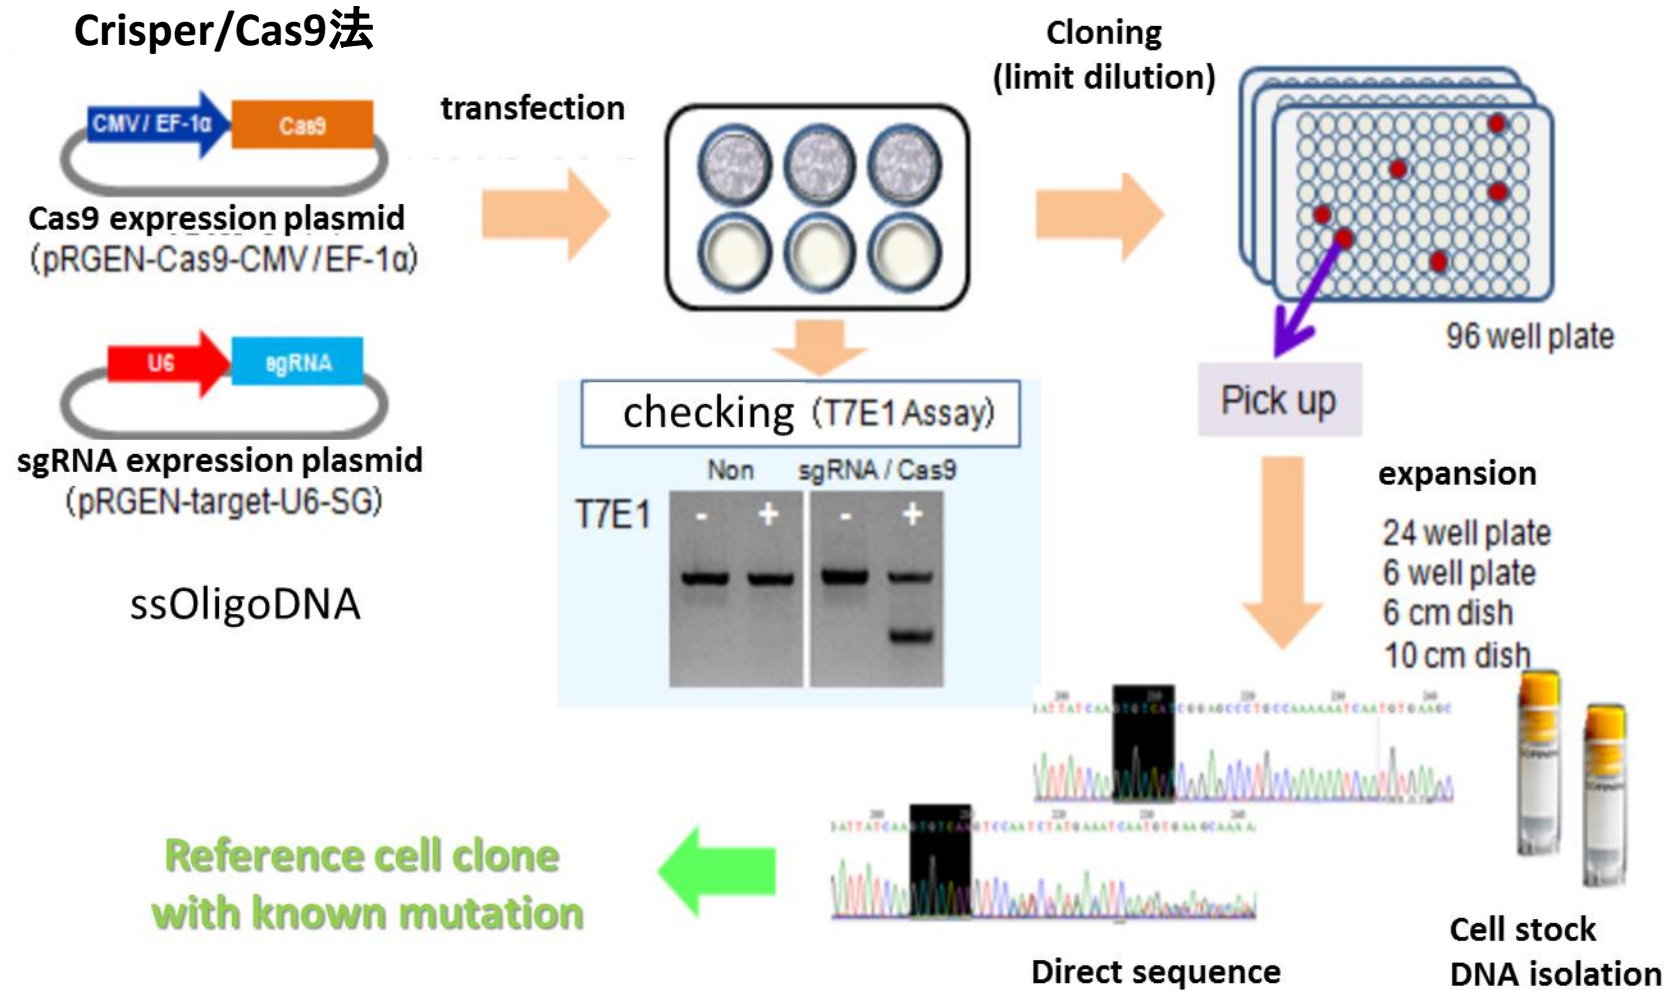 Crisper/Cas9法
CMV / EF-1α
Cas9
Cas9 expression plasmid
(pRGEN-Cas9-CMV/EF-1α)
U6
sgRNA
sgRNA expression plasmid
(pRGEN-target-U6-SG)
ssOligoDNA
transfection
checking (T7E1 Assay)
Non
sgRNA / Cas9
T7E1
- + - +
Cloning
(limit dilution)
96 well plate
Pick up
expansion
24 well plate
6 well plate
6 cm dish
10 cm dish
Cell stock
DNA isolation
Direct sequence
Reference cell clone
with known mutation